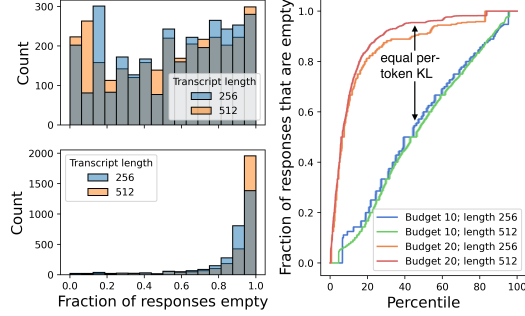 300
200
100
0
Count
Transcript length
256
512
2000
1500
1000
500
0
Count
Transcript length
256
512
0.0 0.2 0.4 0.6 0.8 1.0
Fraction of responses empty
Fraction of responses that are empty
1.0
0.8
0.6
0.4
0.2
0.0
equal per-
token KL
Budget 10; length 256
Budget 10; length 512
Budget 20; length 256
Budget 20; length 512
0 20 40 60 80 100
Percentile